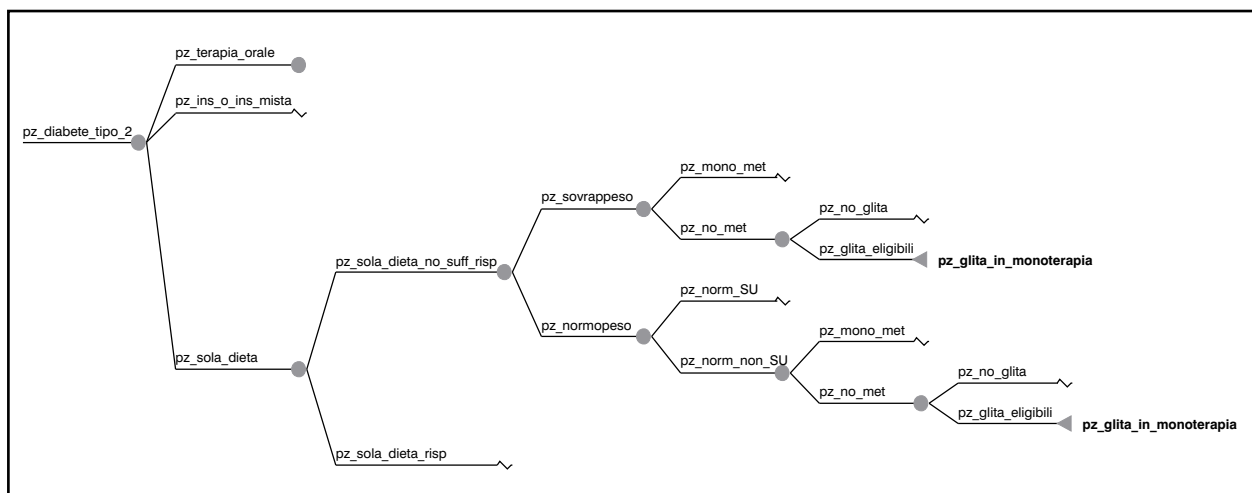 pz_terapia_orale
pz_ins_o_ins_mista
pz_diabete_tipo_2
pz_mono_met
pz_sovrappeso
pz_no_glita
pz_no_met
pz_glita_eligibili
pz_glita_in_monoterapia
pz_sola_dieta_no_suff_risp
pz_norm_SU
pz_normopeso
pz_mono_met
pz_sola_dieta
pz_norm_non_SU
pz_no_glita
pz_no_met
pz_glita_eligibili
pz_glita_in_monoterapia
pz_sola_dieta_risp